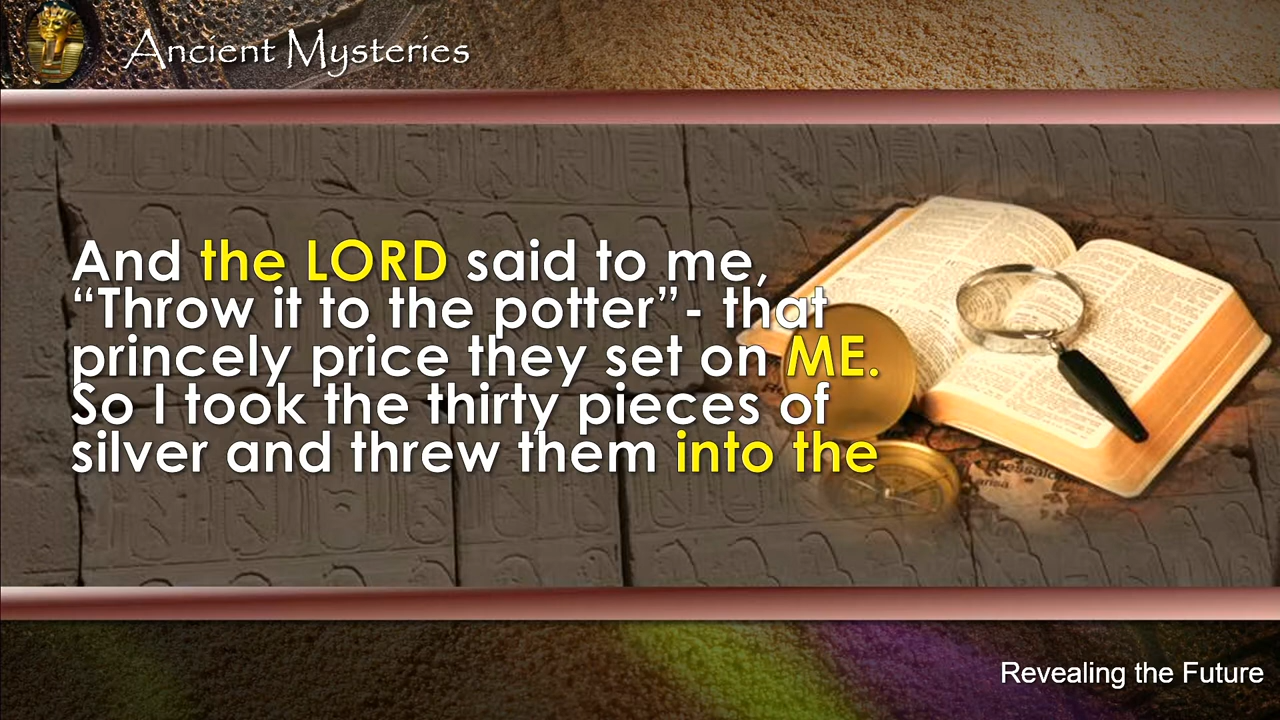 Ancient Mysteries
And the LORD said to me,
“Throw it to the potter”- that
princely price they set on ME.
So I took the thirty pieces of
silver and threw them into the
Revealing the Future